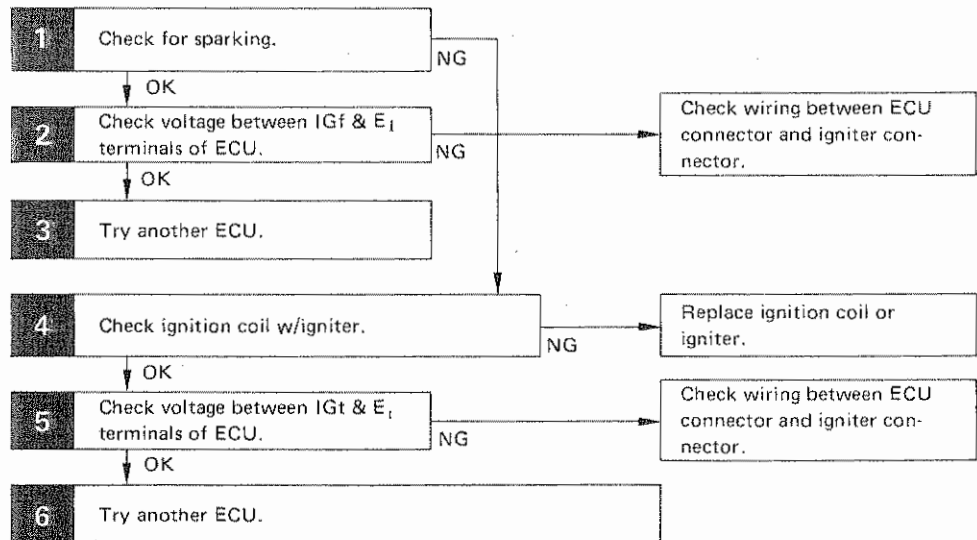 1 Check for sparking.
NG
OK
2 Check voltage between IGf & E₁
terminals of ECU.
NG
Check wiring between ECU
connector and igniter con-
nector.
OK
3 Try another ECU.
4 Check ignition coil w/igniter.
NG
Replace ignition coil or
igniter.
OK
5 Check voltage between IGt & E₁
terminals of ECU.
NG
Check wiring between ECU
connector and igniter con-
nector.
OK
6 Try another ECU.